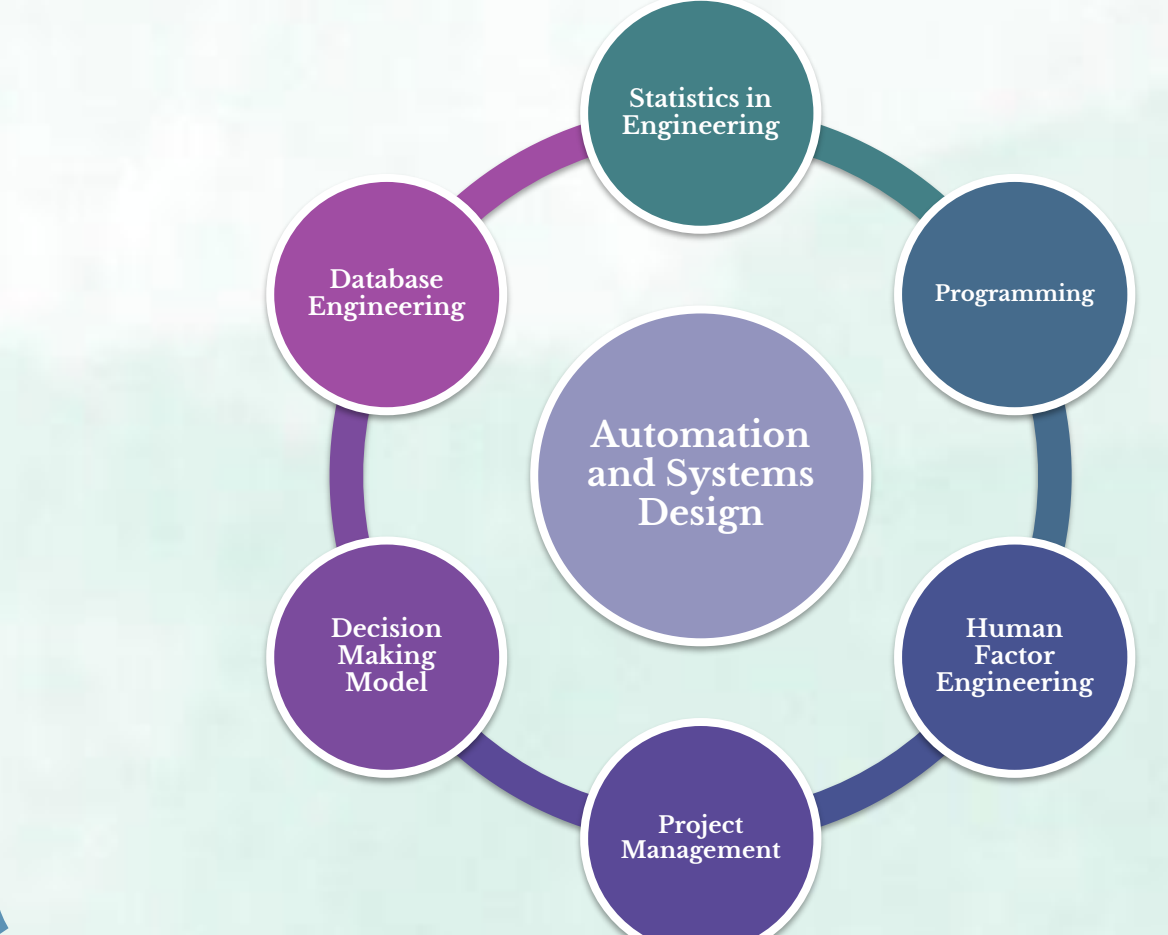 Statistics in
Engineering
Programming
Human
Factor
Engineering
Project
Management
Decision
Making
Model
Database
Engineering
Automation
and Systems
Design